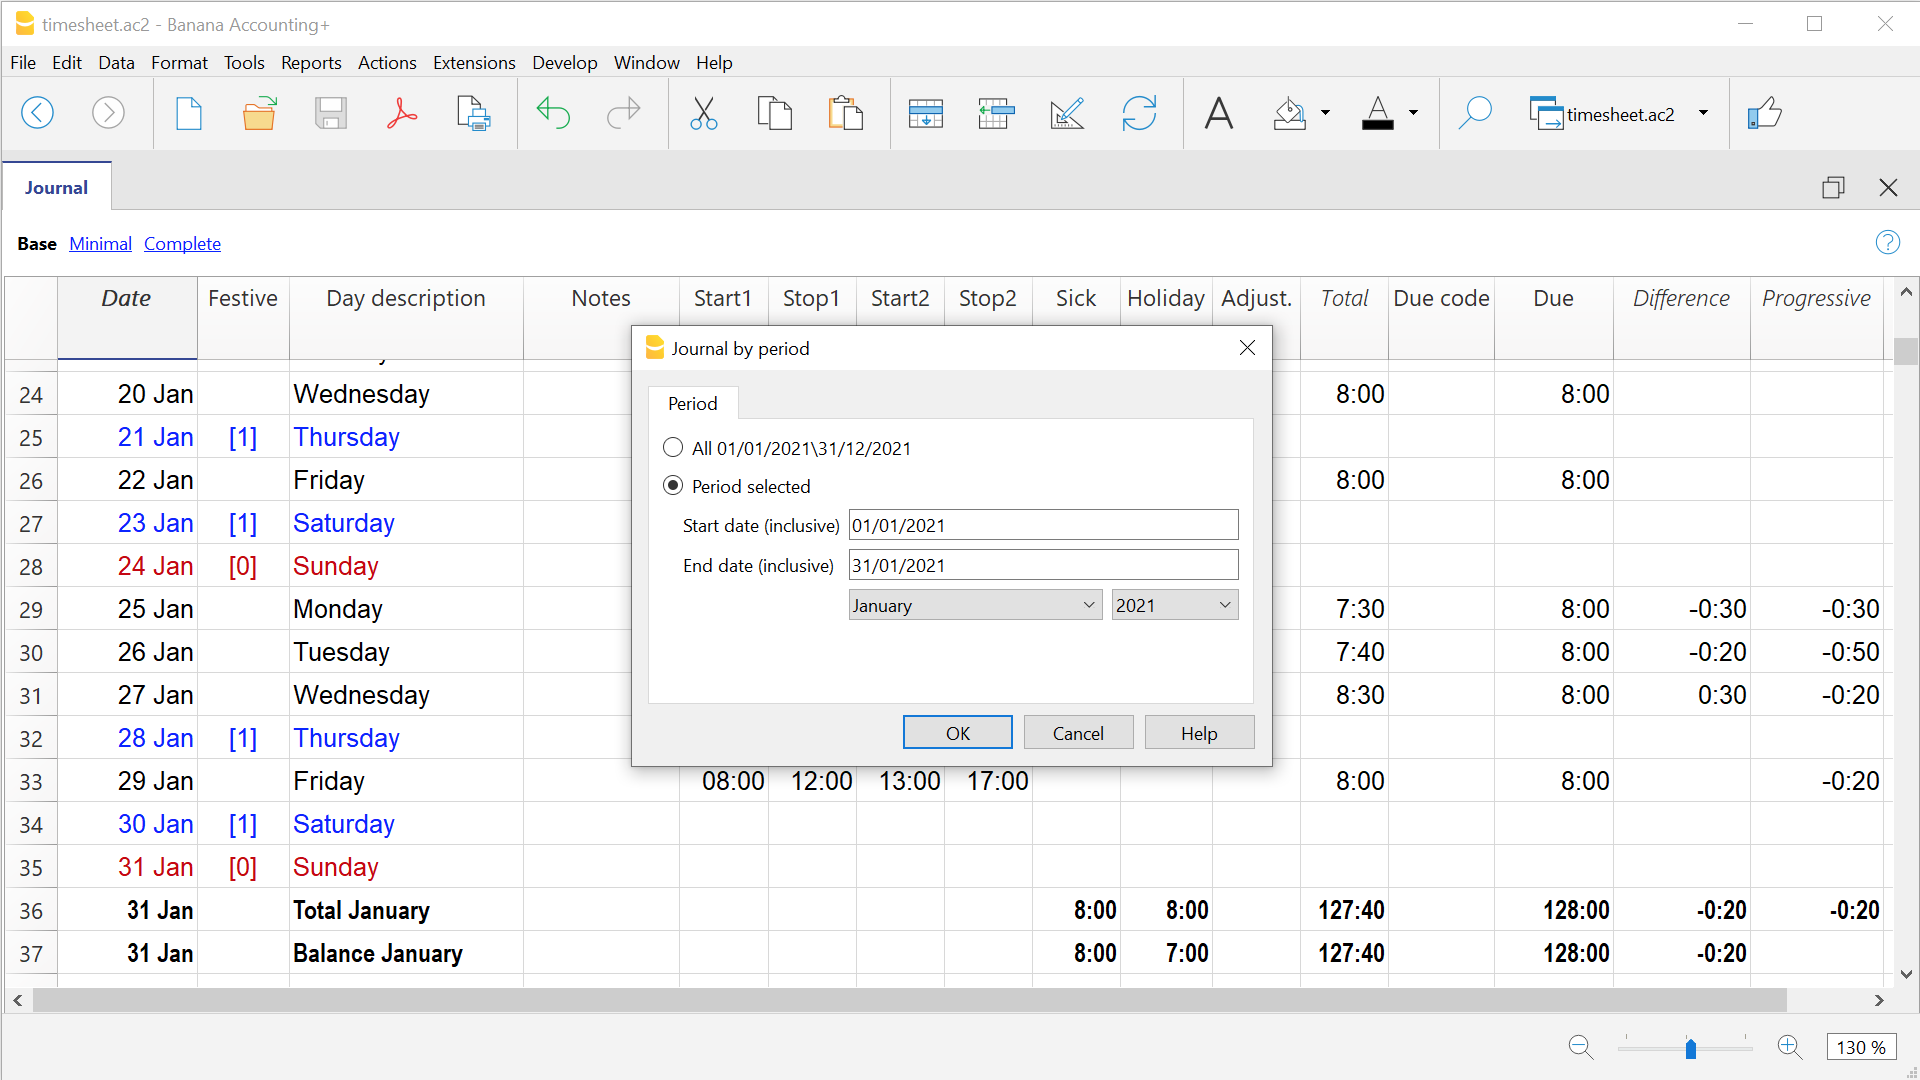 timesheet.ac2 - Banana Accounting+
File Edit Data Format Tools Reports Actions Extensions Develop Window Help
timesheet.ac2
Journal
Base Minimal Complete
Date Festive Day description Notes Start1 Stop1 Start2 Stop2 Sick Holiday Adjust. Total Due code Due Difference Progressive
24 20 Jan Wednesday 8:00 8:00
25 21 Jan [1] Thursday
26 22 Jan Friday 8:00 8:00
27 23 Jan [1] Saturday
28 24 Jan [0] Sunday
29 25 Jan Monday 7:30 8:00 -0:30 -0:30
30 26 Jan Tuesday 7:40 8:00 -0:20 -0:50
31 27 Jan Wednesday 8:30 8:00 0:30 -0:20
32 28 Jan [1] Thursday
33 29 Jan Friday 08:00 12:00 13:00 17:00 8:00 8:00 -0:20
34 30 Jan [1] Saturday
35 31 Jan [0] Sunday
36 31 Jan Total January 8:00 8:00 127:40 128:00 -0:20 -0:20
37 31 Jan Balance January 8:00 7:00 127:40 128:00 -0:20
Journal by period
Period
All 01/01/2021\31/12/2021
Period selected
Start date (inclusive) 01/01/2021
End date (inclusive) 31/01/2021
January 2021
OK Cancel Help
130 %